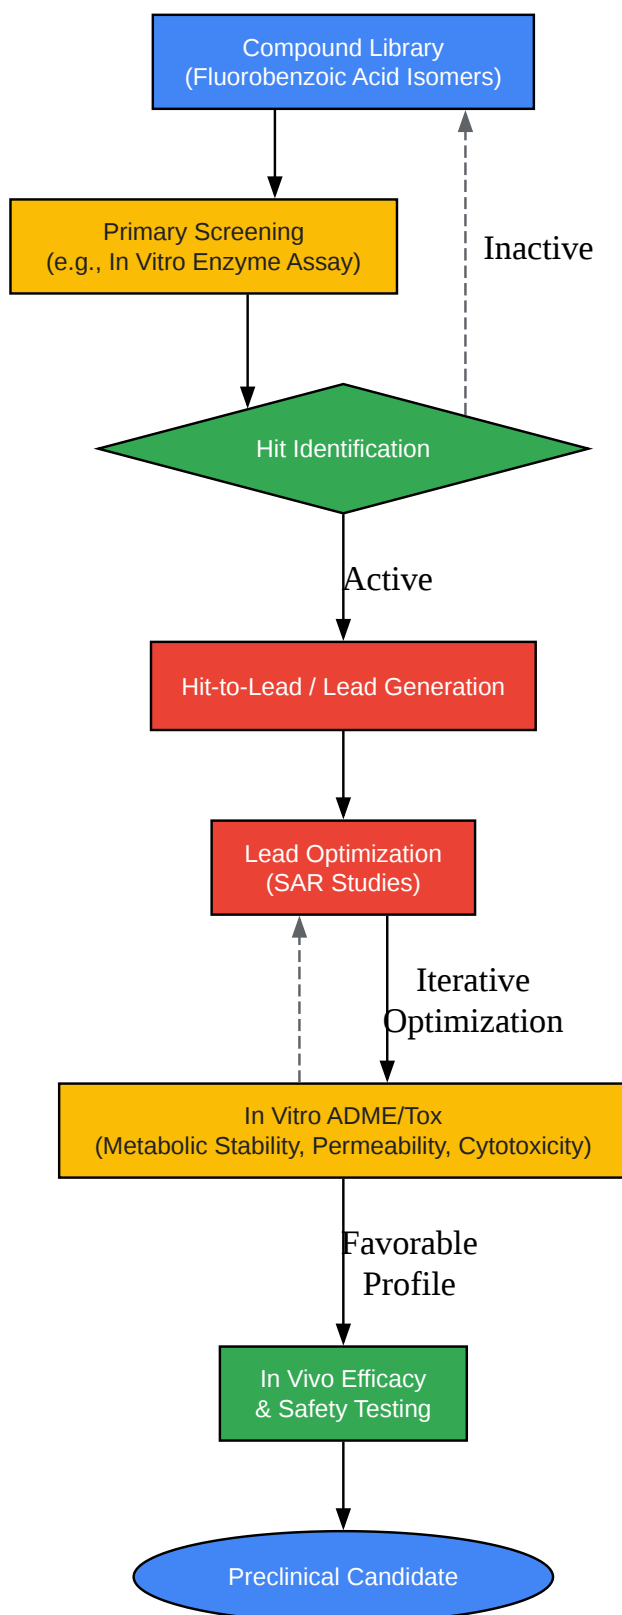 Compound Library
(Fluorobenzoic Acid Isomers)
Primary Screening
(e.g., In Vitro Enzyme Assay)
Inactive
Hit Identification
Active
Hit-to-Lead / Lead Generation
Lead Optimization
(SAR Studies)
Iterative
Optimization
In Vitro ADME/Tox
(Metabolic Stability, Permeability, Cytotoxicity)
Favorable
Profile
In Vivo Efficacy
& Safety Testing
Preclinical Candidate